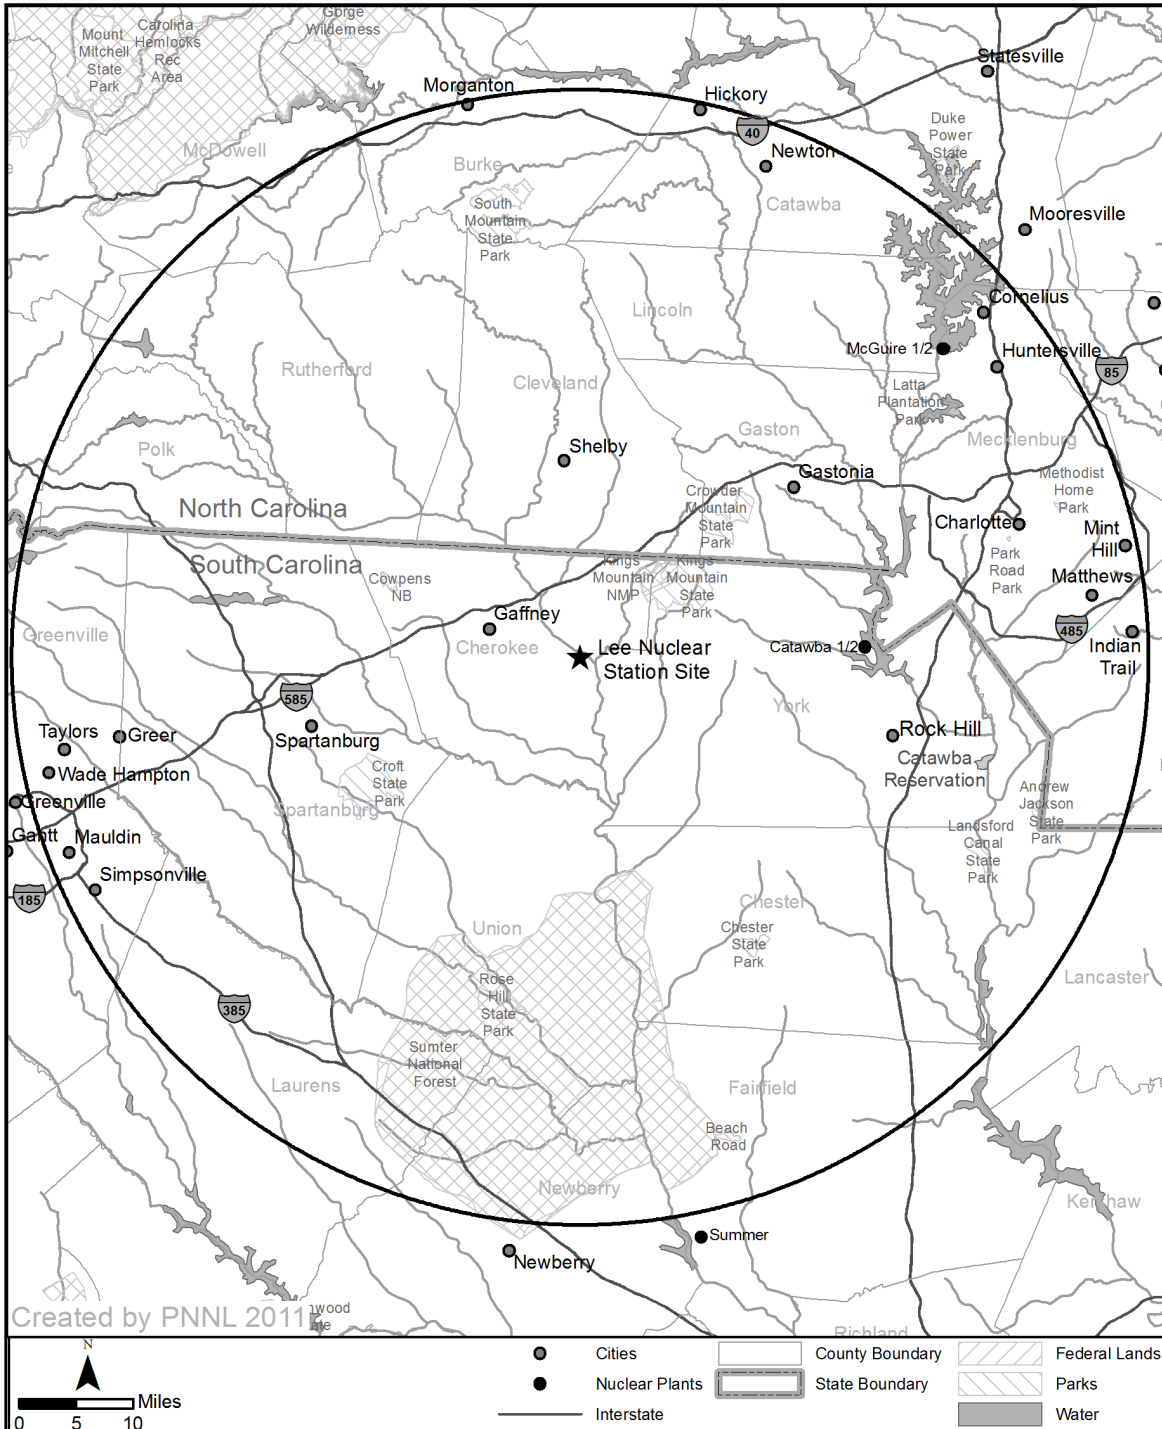 Gorge
Wilderness
Carolina
Hemlocks
Rec
Area
Mount
Mitchell
State
Park
Statesville
Morganton
Hickory
40
Duke
Power
State
Park
McDowell
Burke
Newton
South
Mountain
State
Park
Catawba
Mooresville
Lincoln
Cornelius
McGuire 1/2
Huntersville
85
Rutherford
Cleveland
Latta
Plantation
Park
Gaston
Mecklenburg
Polk
Shelby
Gastonia
Methodist
Home
Park
North Carolina
Crowder
Mountain
State
Park
Charlotte
Mint
Hill
South Carolina
Cowpens
NB
Kings
Mountain
NMP
Kings
Mountain
State
Park
Park
Road
Park
Matthews
Gaffney
485
Greenville
Cherokee
Lee Nuclear
Station Site
Catawba 1/2
Indian
Trail
585
York
Taylors
Greer
Spartanburg
Rock Hill
Wade Hampton
Croft
State
Park
Catawba
Reservation
Greenville
Spartanburg
Andrew
Jackson
State
Park
Gantt
Mauldin
Landsford
Canal
State
Park
Simpsonville
185
Union
Chester
Chester
State
Park
Rose
Hill
State
Park
Lancaster
385
Sumter
National
Forest
Laurens
Fairfield
Beach
Road
Newberry
Kershaw
Summer
Newberry
Created by PNNL 2011
Richland
N
Miles
0 5 10
Cities
County Boundary
Federal Lands
Nuclear Plants
State Boundary
Parks
Interstate
Water